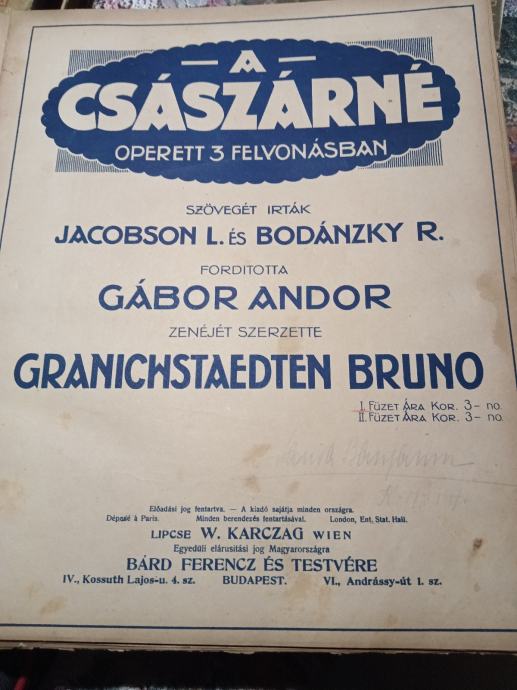 — A —
CSÁSZÁRNÉ
OPERETT 3 FELVONÁSBAN
SZÖVEGÉT IRTÁK
JACOBSON L. ÉS BODÁNZKY R.
FORDITOTTA
GÁBOR ANDOR
ZENÉJÉT SZERZETTE
GRANICHSTAEDTEN BRUNO
I. FÜZET ÁRA KOR. 3- NO.
II. FÜZET ÁRA KOR. 3- NO.
Előadási jog fentartva. — A kiadó sajátja minden országra.
Déposé à Paris. Minden berendezés fentartásával. London, Ent. Stat. Hall.
LIPCSE W. KARCZAG WIEN
Egyedüli elárusitási jog Magyarországra
BÁRD FERENCZ ÉS TESTVÉRE
IV., Kossuth Lajos-u. 4. sz. BUDAPEST. VI., Andrássy-út 1. sz.